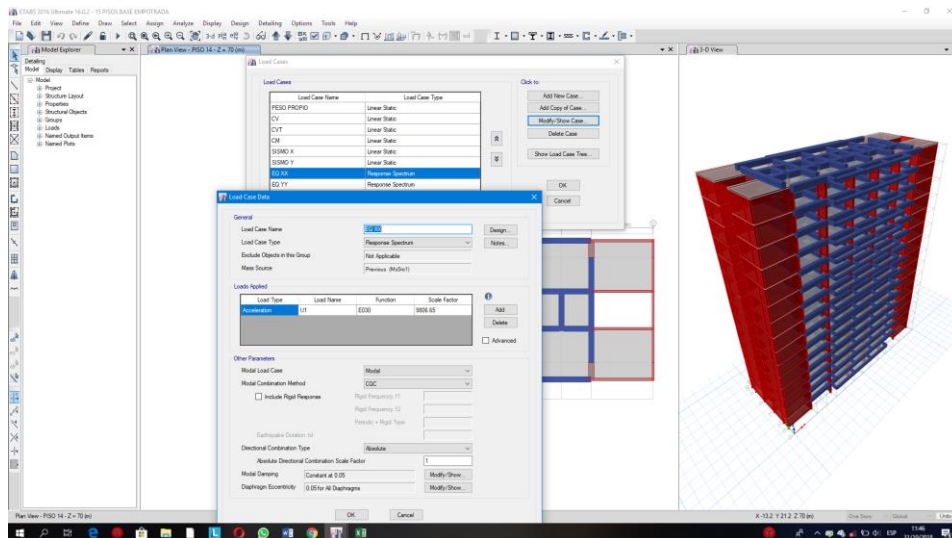 ETABS 2016 Ultimate 16.0.2 - 15 PISOS BASE EMPOTRADA
File Edit View Define Draw Select Assign Analyze Display Design Detailing Options Tools Help
Model Explorer
Plan View - PISO 14 - Z = 70 (m)
3-D View
Detailing
Model Display Tables Reports
Model
Project
Structure Layout
Properties
Structural Objects
Groups
Loads
Named Output Items
Named Plots
Load Cases
Load Cases
Click to:
Load Case Name Load Case Type
PESO PROPIO Linear Static
CV Linear Static
CVT Linear Static
CM Linear Static
SISMO X Linear Static
SISMO Y Linear Static
EQ XX Response Spectrum
EQ YY Response Spectrum
Add New Case...
Add Copy of Case...
Modify/Show Case...
Delete Case
Show Load Case Tree...
OK
Cancel
Load Case Data
General
Load Case Name EQ XX Design...
Load Case Type Response Spectrum Notes...
Exclude Objects in this Group Not Applicable
Mass Source Previous (MsSrc1)
Loads Applied
Load Type Load Name Function Scale Factor
Acceleration U1 E030 9806.65
Add
Delete
Advanced
Other Parameters
Modal Load Case Modal
Modal Combination Method CQC
Include Rigid Response
Rigid Frequency, f1
Rigid Frequency, f2
Periodic + Rigid Type
Earthquake Duration, td
Directional Combination Type Absolute
Absolute Directional Combination Scale Factor 1
Modal Damping Constant at 0.05 Modify/Show...
Diaphragm Eccentricity 0.05 for All Diaphragms Modify/Show...
OK Cancel
Plan View - PISO 14 - Z = 70 (m)
X -13.2 Y 21.2 Z 70 (m)
One Story Global Units
ESP
11:46
31/10/2018